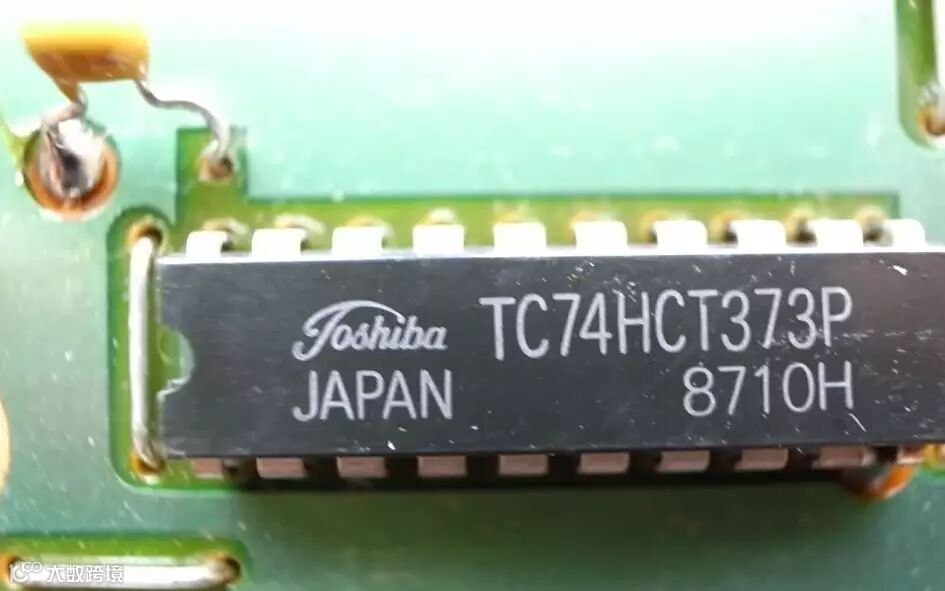 Toshiba TC74HCT373P
JAPAN 8710H
大数跨境